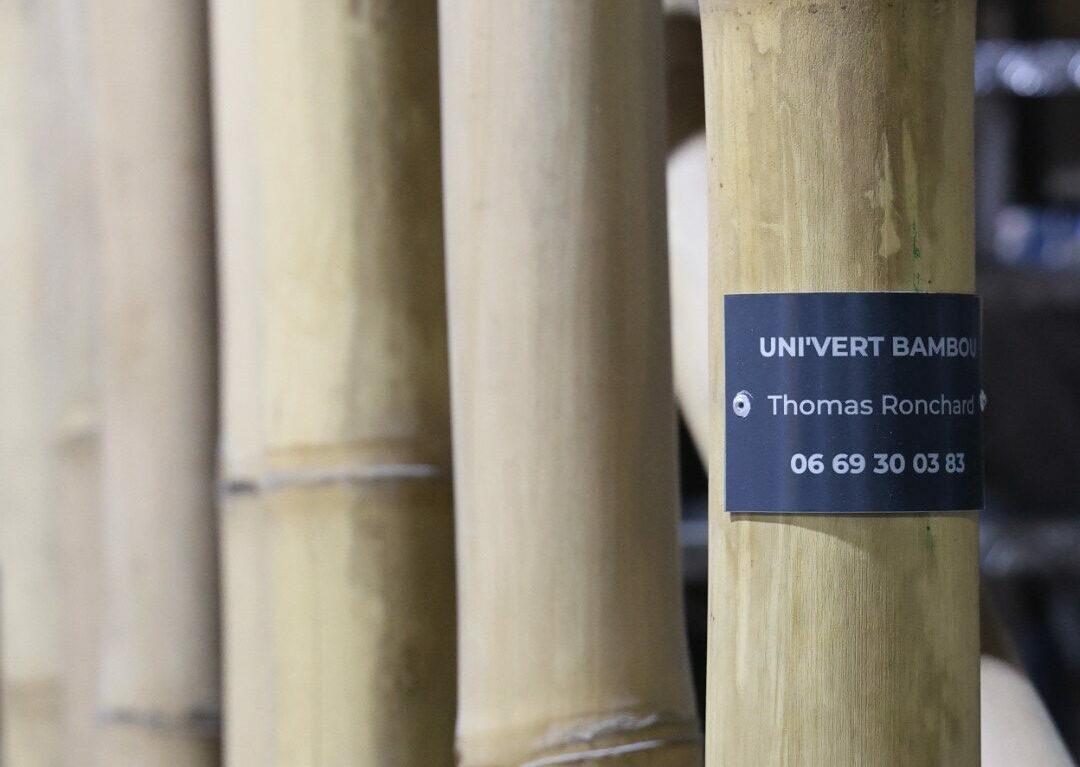 UNI'VERT BAMBOU
Thomas Ronchard
06 69 30 03 83